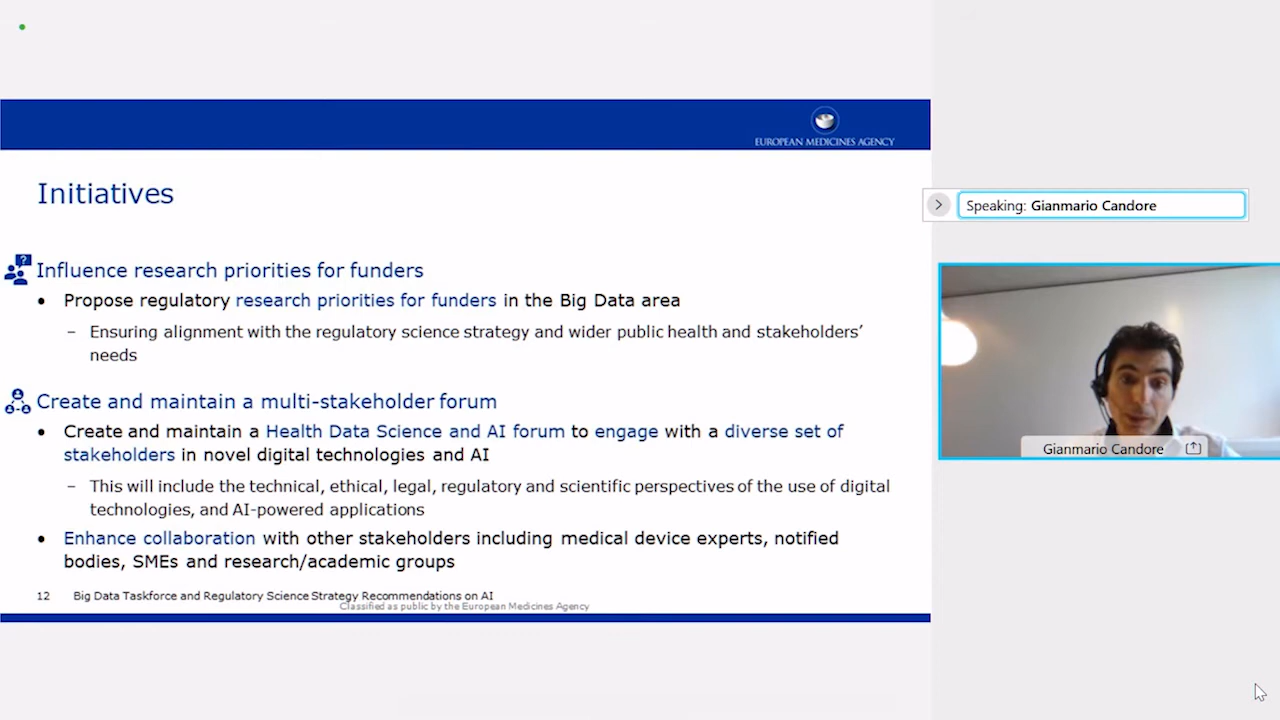 EUROPEAN MEDICINES AGENCY
Initiatives
Speaking: Gianmario Candore
?
Influence research priorities for funders
• Propose regulatory research priorities for funders in the Big Data area
– Ensuring alignment with the regulatory science strategy and wider public health and stakeholders’
needs
Create and maintain a multi-stakeholder forum
• Create and maintain a Health Data Science and AI forum to engage with a diverse set of
stakeholders in novel digital technologies and AI
– This will include the technical, ethical, legal, regulatory and scientific perspectives of the use of digital
technologies, and AI-powered applications
• Enhance collaboration with other stakeholders including medical device experts, notified
bodies, SMEs and research/academic groups
12 Big Data Taskforce and Regulatory Science Strategy Recommendations on AI
Classified as public by the European Medicines Agency
Gianmario Candore